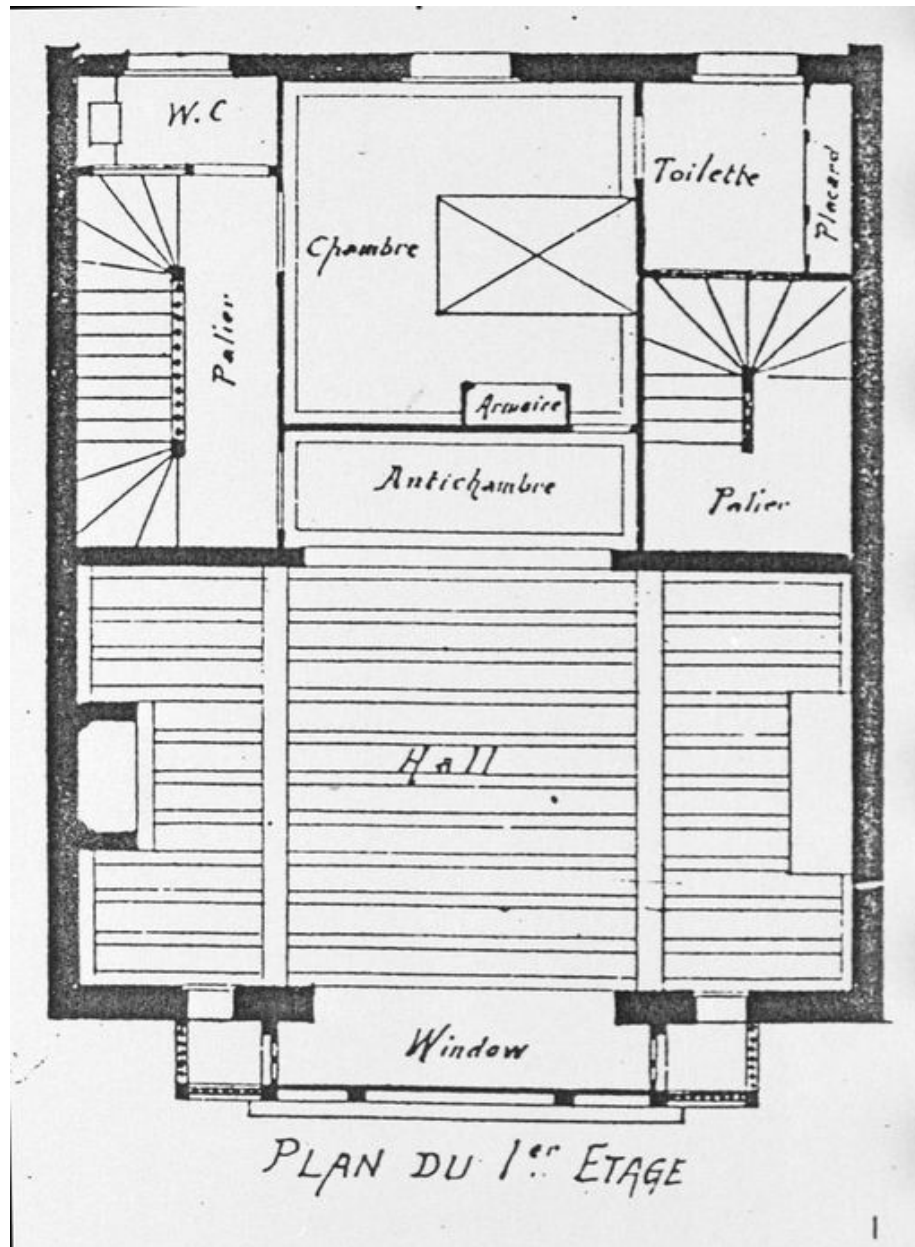 W.C
Toilette
Placard
Chambre
Palier
Armoire
Antichambre
Palier
Hall
Window
PLAN DU 1er ETAGE
1